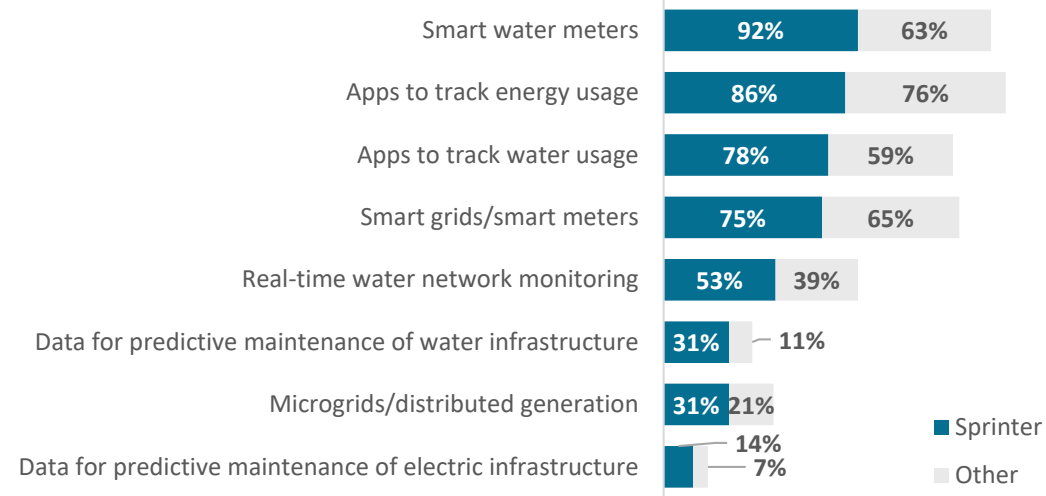 Smart water meters 92% 63%
Apps to track energy usage 86% 76%
Apps to track water usage 78% 59%
Smart grids/smart meters 75% 65%
Real-time water network monitoring 53% 39%
Data for predictive maintenance of water infrastructure 31% 11%
Microgrids/distributed generation 31% 21%
Data for predictive maintenance of electric infrastructure 14% 7%
Sprinter
Other